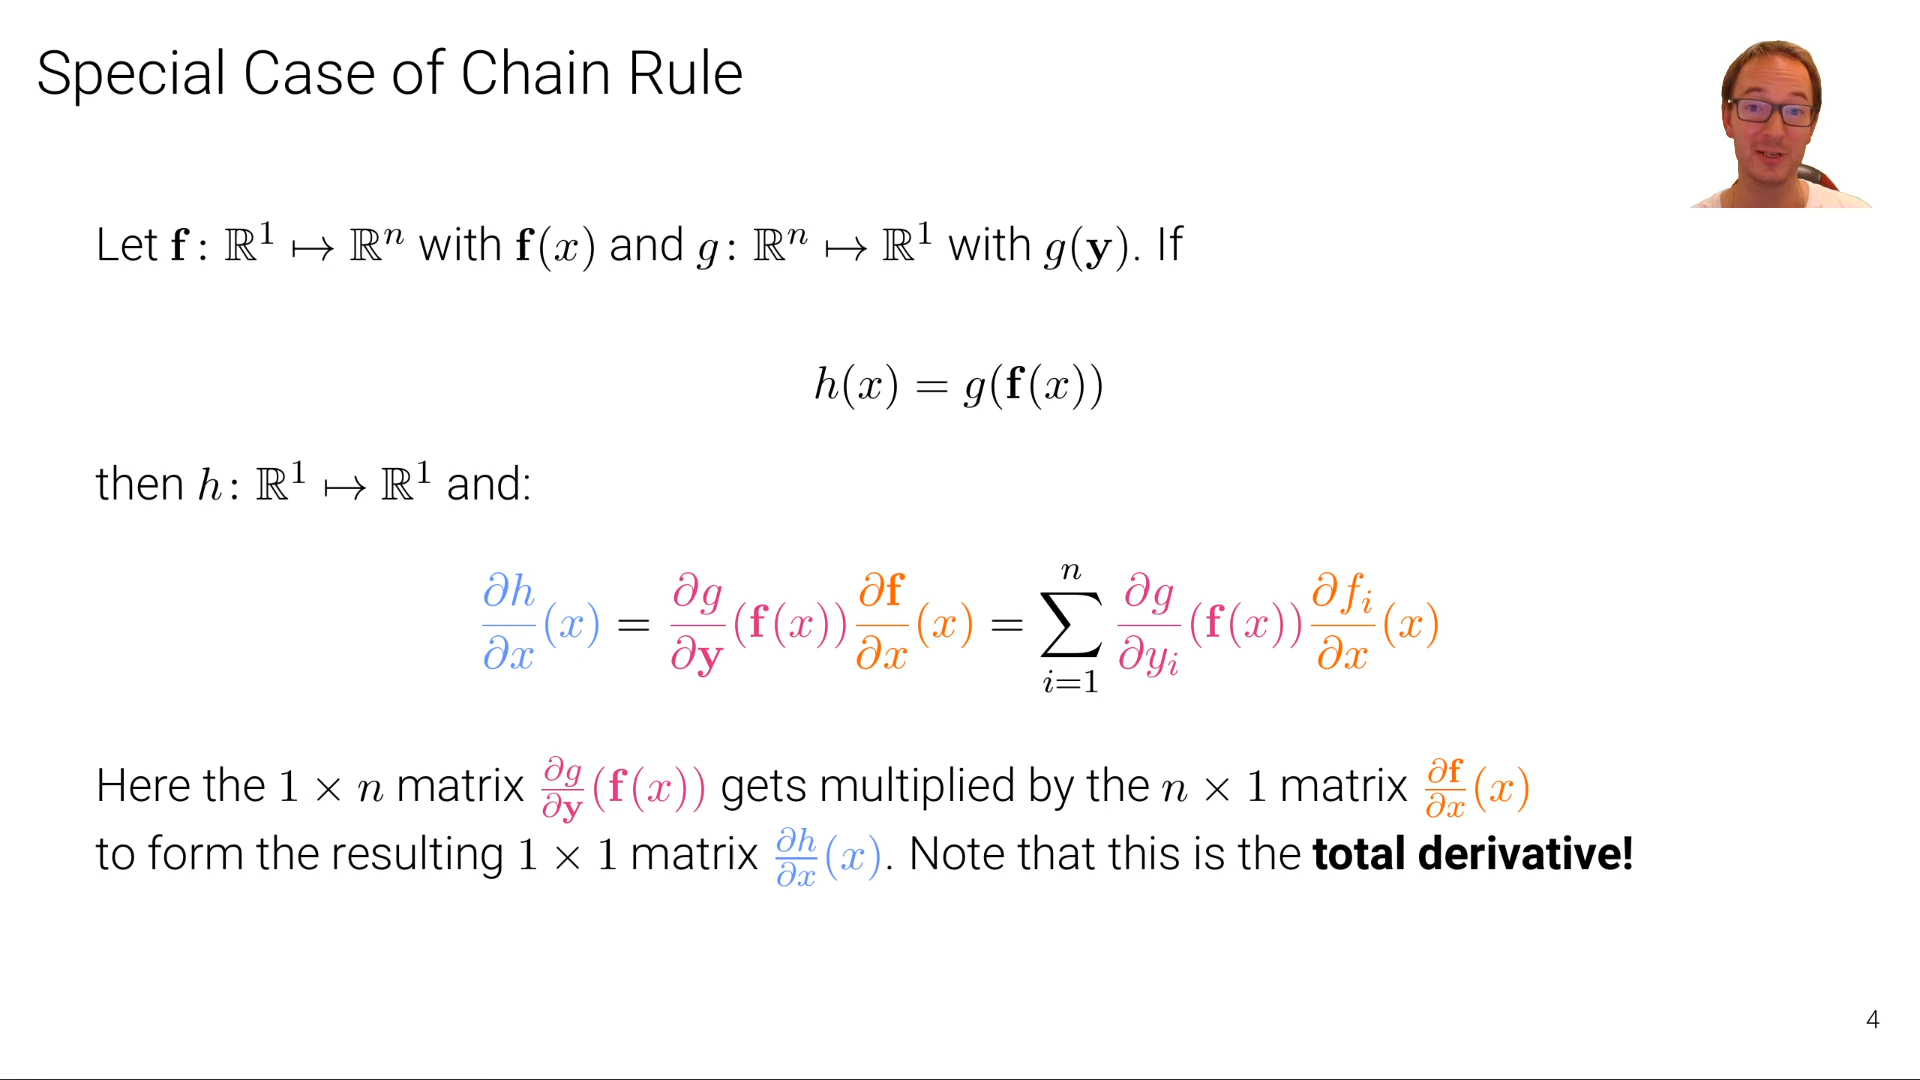 Special Case of Chain Rule
Let f: ℝ¹ ↦ ℝⁿ with f(x) and g: ℝⁿ ↦ ℝ¹ with g(y). If
h(x) = g(f(x))
then h: ℝ¹ ↦ ℝ¹ and:
∂h/∂x (x) = ∂g/∂y (f(x)) ∂f/∂x (x) = ∑_{i=1}^{n} ∂g/∂y_i (f(x)) ∂f_i/∂x (x)
Here the 1 × n matrix ∂g/∂y (f(x)) gets multiplied by the n × 1 matrix ∂f/∂x (x)
to form the resulting 1 × 1 matrix ∂h/∂x (x). Note that this is the total derivative!
4